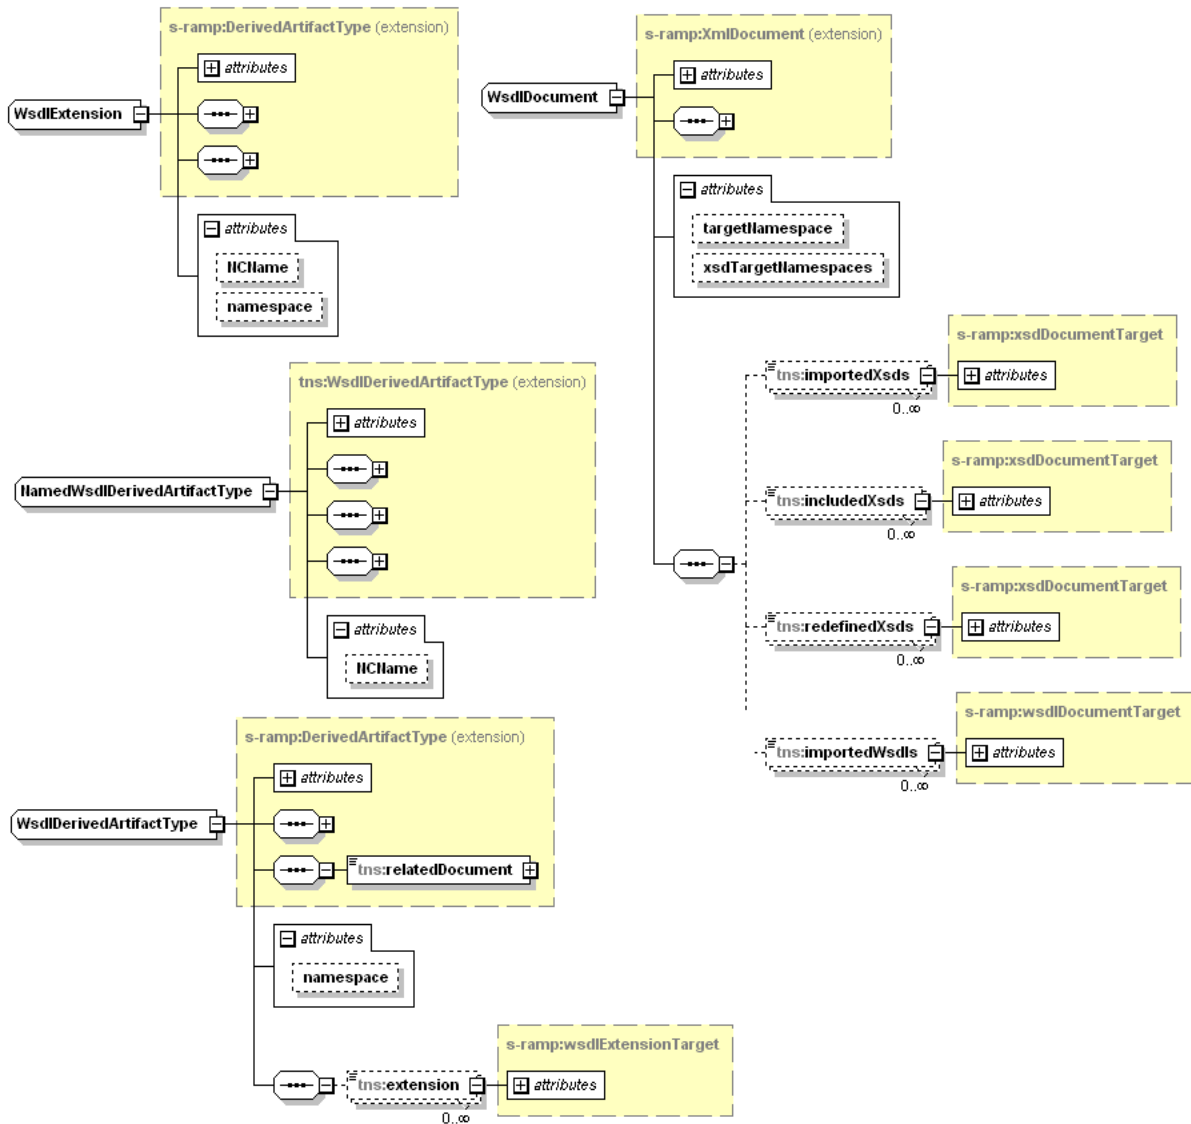 s-ramp:DerivedArtifactType (extension)
attributes
WsdlExtension
attributes
NCName
namespace
s-ramp:XmlDocument (extension)
attributes
WsdlDocument
attributes
targetNamespace
xsdTargetNamespaces
s-ramp:xsdDocumentTarget
tns:importedXsds
attributes
0..∞
s-ramp:xsdDocumentTarget
tns:includedXsds
attributes
0..∞
s-ramp:xsdDocumentTarget
tns:redefinedXsds
attributes
0..∞
s-ramp:wsdlDocumentTarget
tns:importedWsdls
attributes
0..∞
tns:WsdlDerivedArtifactType (extension)
attributes
NamedWsdlDerivedArtifactType
attributes
NCName
s-ramp:DerivedArtifactType (extension)
attributes
WsdlDerivedArtifactType
tns:relatedDocument
attributes
namespace
s-ramp:wsdlExtensionTarget
tns:extension
attributes
0..∞